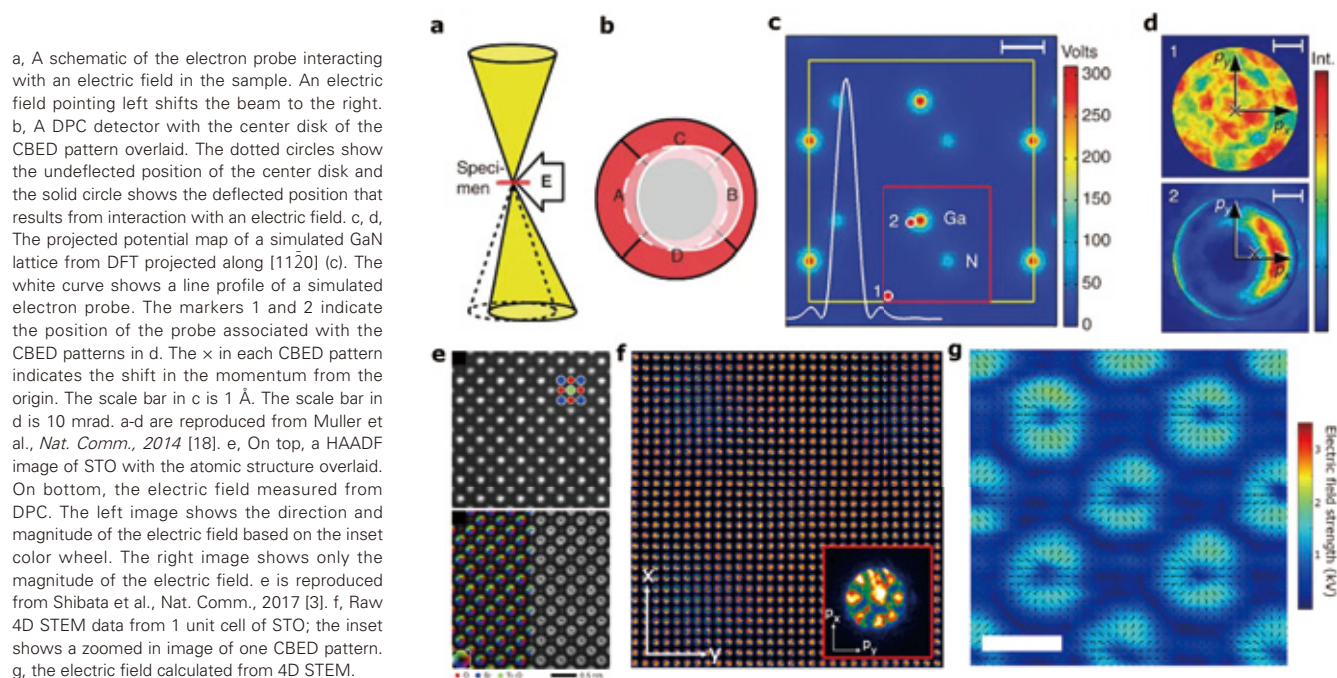 a, A schematic of the electron probe interacting
with an electric field in the sample. An electric
field pointing left shifts the beam to the right.
b, A DPC detector with the center disk of the
CBED pattern overlaid. The dotted circles show
the undeflected position of the center disk and
the solid circle shows the deflected position that
results from interaction with an electric field. c, d,
The projected potential map of a simulated GaN
lattice from DFT projected along [112̄0] (c). The
white curve shows a line profile of a simulated
electron probe. The markers 1 and 2 indicate
the position of the probe associated with the
CBED patterns in d. The × in each CBED pattern
indicates the shift in the momentum from the
origin. The scale bar in c is 1 Å. The scale bar in
d is 10 mrad. a-d are reproduced from Muller et
al., Nat. Comm., 2014 [18]. e, On top, a HAADF
image of STO with the atomic structure overlaid.
On bottom, the electric field measured from
DPC. The left image shows the direction and
magnitude of the electric field based on the inset
color wheel. The right image shows only the
magnitude of the electric field. e is reproduced
from Shibata et al., Nat. Comm., 2017 [3]. f, Raw
4D STEM data from 1 unit cell of STO; the inset
shows a zoomed in image of one CBED pattern.
g, the electric field calculated from 4D STEM.
a
Speci-
men
E
b
C
A
B
D
c
Volts
300
250
200
150
100
50
0
2
Ga
N
1
d
1
Py
Px
Int.
2
Py
P
e
O
Sr
Ti-O
0.5 nm
f
X
y
Px
Py
g
Electric field strength (kV)
3
2
1